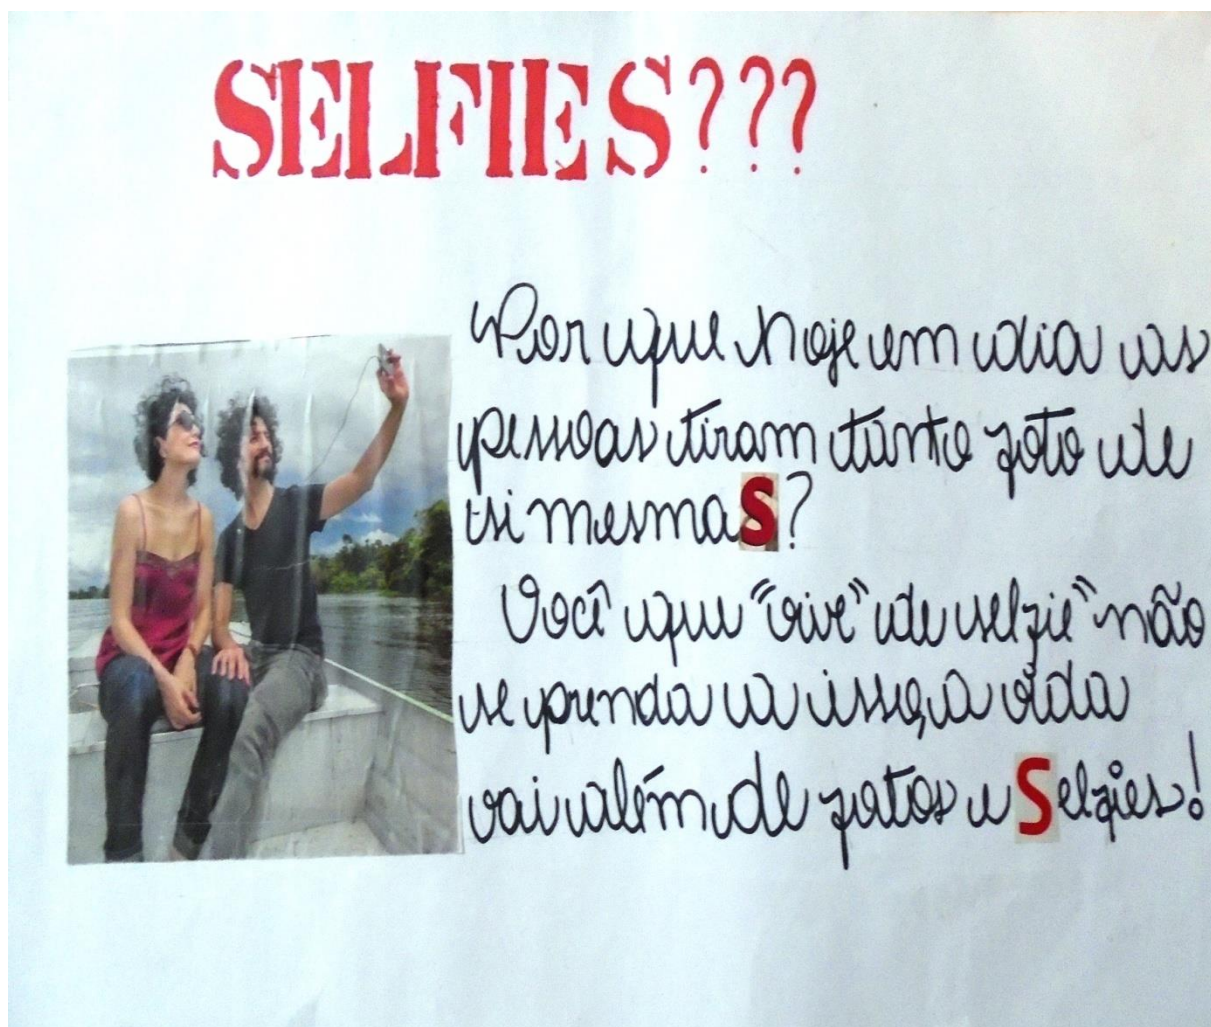 SELFIES???
Por que hoje em dia as
pessoas tiram tanto foto de
si mesmas?
Você que "vive" de selfie" não
se prenda a isso, a vida
vai além de fotos e Selfies!